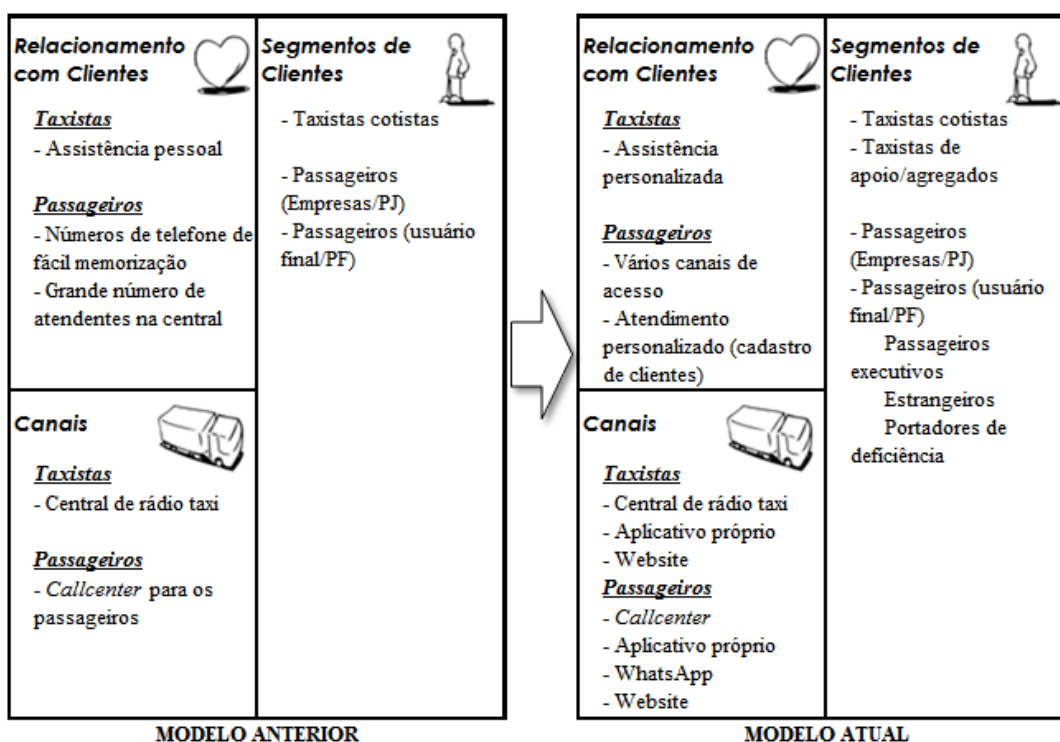 Relacionamento
com Clientes
Taxistas
- Assistência pessoal
Passageiros
- Números de telefone de
fácil memorização
- Grande número de
atendentes na central
Segmentos de
Clientes
- Taxistas cotistas
- Passageiros
(Empresas/PJ)
- Passageiros (usuário
final/PF)
Canais
Taxistas
- Central de rádio taxi
Passageiros
- Callcenter para os
passageiros
MODELO ANTERIOR
Relacionamento
com Clientes
Taxistas
- Assistência
personalizada
Passageiros
- Vários canais de
acesso
- Atendimento
personalizado (cadastro
de clientes)
Segmentos de
Clientes
- Taxistas cotistas
- Taxistas de
apoio/agregados
- Passageiros
(Empresas/PJ)
- Passageiros (usuário
final/PF)
Passageiros
executivos
Estrangeiros
Portadores de
deficiência
Canais
Taxistas
- Central de rádio taxi
- Aplicativo próprio
- Website
Passageiros
- Callcenter
- Aplicativo próprio
- WhatsApp
- Website
MODELO ATUAL